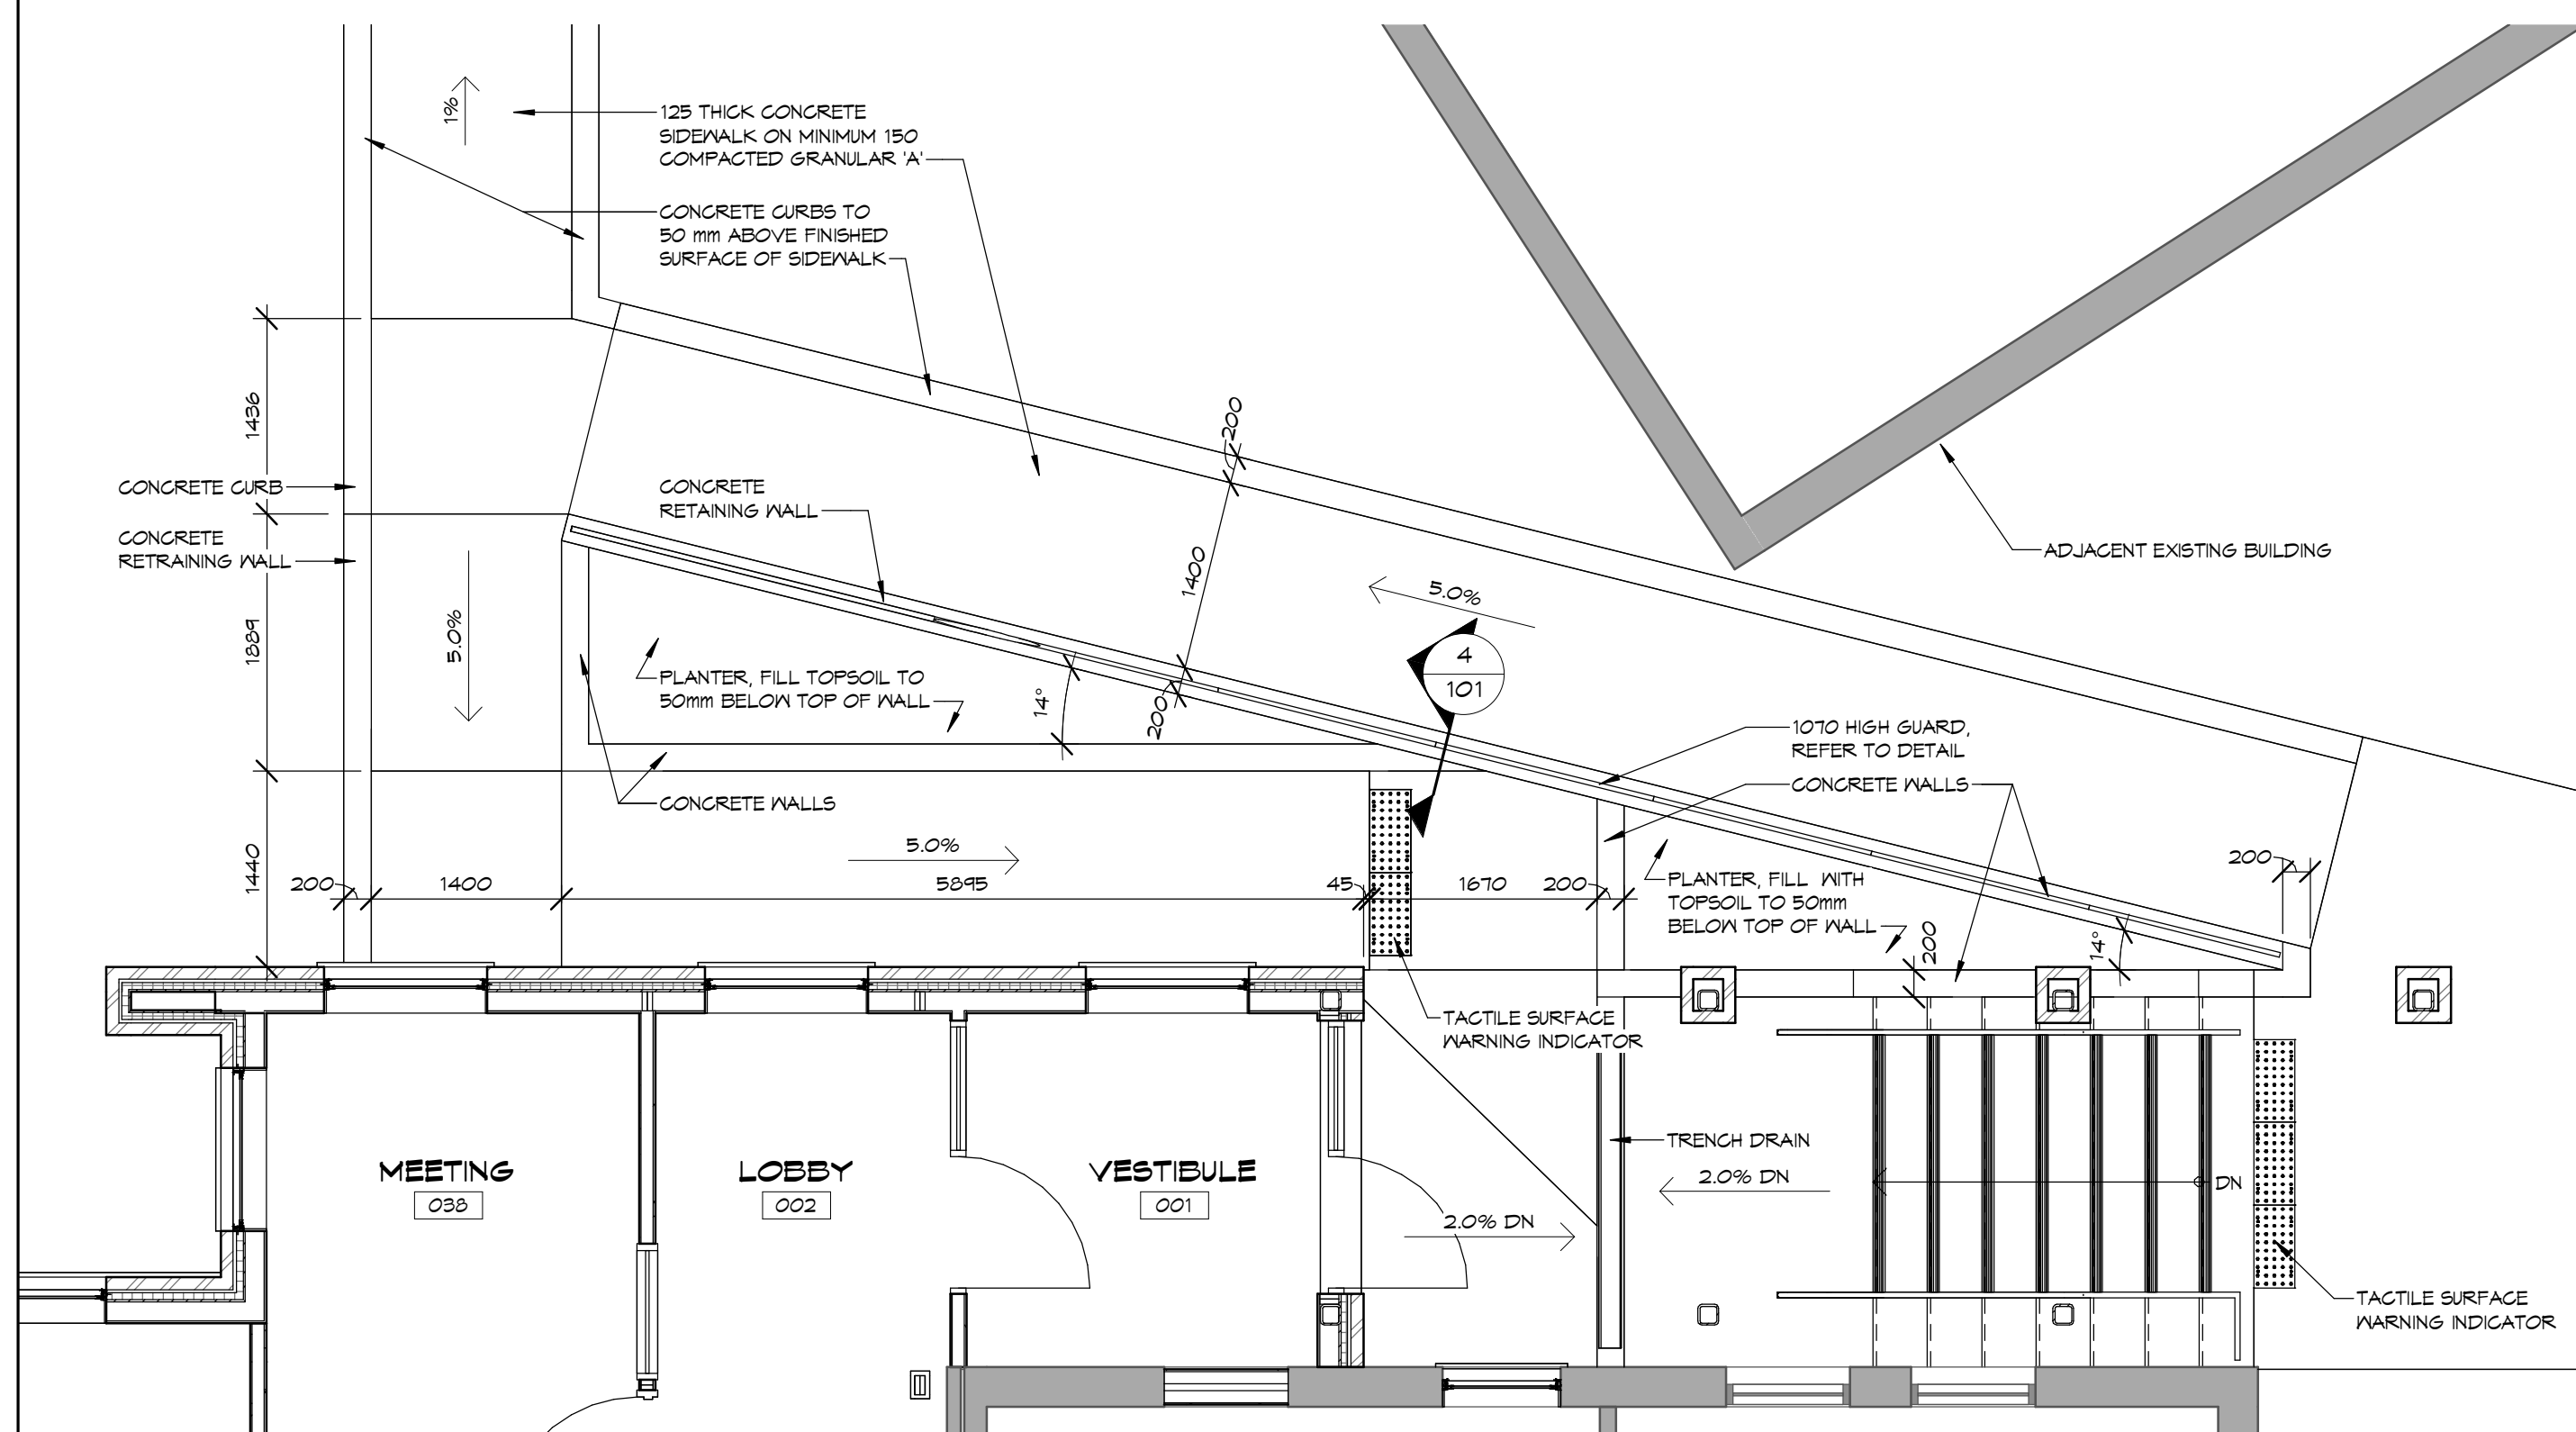 1%
125 THICK CONCRETE
SIDEWALK ON MINIMUM 150
COMPACTED GRANULAR 'A'
CONCRETE CURBS TO
50 mm ABOVE FINISHED
SURFACE OF SIDEWALK
1436
200
CONCRETE CURB
CONCRETE
RETAINING WALL
CONCRETE
RETRAINING WALL
ADJACENT EXISTING BUILDING
1400
5.0%
1889
5.0%
4
101
PLANTER, FILL TOPSOIL TO
50mm BELOW TOP OF WALL
14°
200
1070 HIGH GUARD,
REFER TO DETAIL
CONCRETE WALLS
CONCRETE WALLS
5.0%
1440
200
1400
5895
45
1670
200
PLANTER, FILL WITH
TOPSOIL TO 50mm
BELOW TOP OF WALL
200
14°
200
TACTILE SURFACE
WARNING INDICATOR
TRENCH DRAIN
MEETING
038
LOBBY
002
VESTIBULE
001
2.0% DN
2.0% DN
DN
TACTILE SURFACE
WARNING INDICATOR